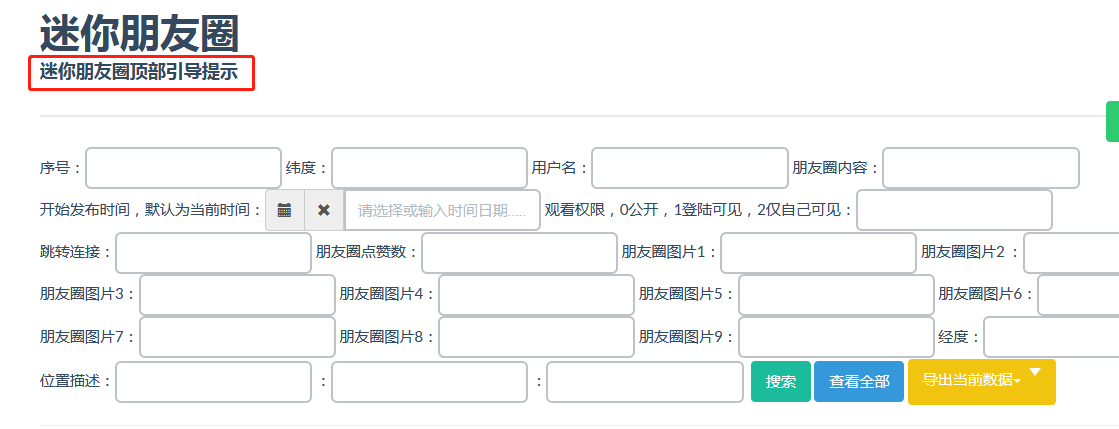 迷你朋友圈
迷你朋友圈顶部引导提示
序号： 纬度： 用户名： 朋友圈内容：
开始发布时间，默认为当前时间： 请选择或输入时间日期...... 观看权限，0公开，1登陆可见，2仅自己可见：
跳转连接： 朋友圈点赞数： 朋友圈图片1： 朋友圈图片2 ：
朋友圈图片3： 朋友圈图片4： 朋友圈图片5： 朋友圈图片6：
朋友圈图片7： 朋友圈图片8： 朋友圈图片9： 经度：
位置描述： ： ： 搜索 查看全部 导出当前数据